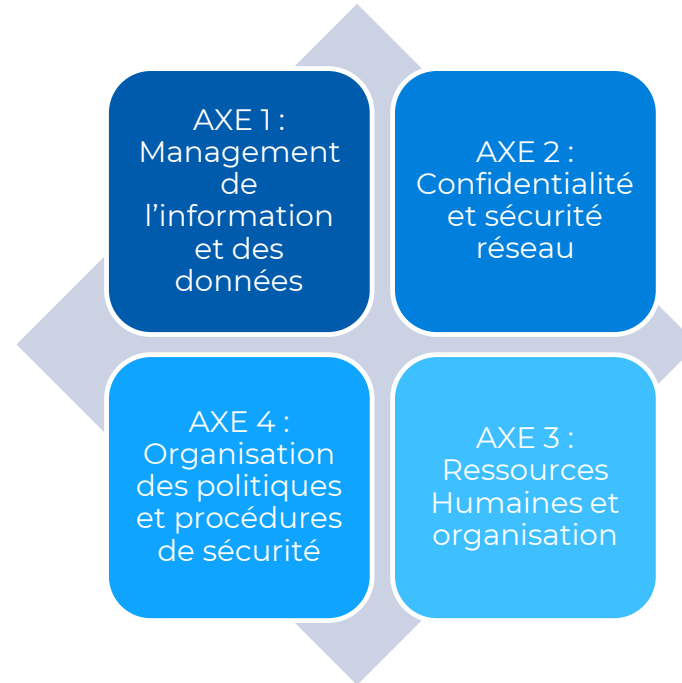 AXE 1 :
Management
de
l’information
et des
données
AXE 2 :
Confidentialité
et sécurité
réseau
AXE 4 :
Organisation
des politiques
et procédures
de sécurité
AXE 3 :
Ressources
Humaines et
organisation